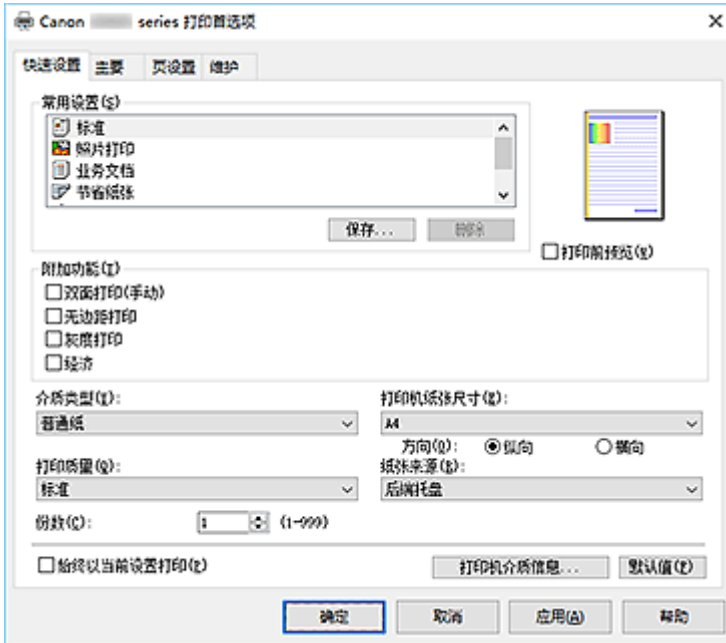 Canon series 打印首选项
快速设置 主要 页设置 维护
常用设置(S)
标准
照片打印
业务文档
节省纸张
保存... 删除
打印前预览(V)
附加功能(I)
双面打印(手动)
无边距打印
灰度打印
经济
介质类型(Y): 打印机纸张尺寸(Z):
普通纸 A4
方向(O): 纵向 横向
打印质量(Q): 纸张来源(B):
标准 后端托盘
份数(C): 1 (1-999)
始终以当前设置打印(R)
打印机介质信息... 默认值(F)
确定 取消 应用(A) 帮助